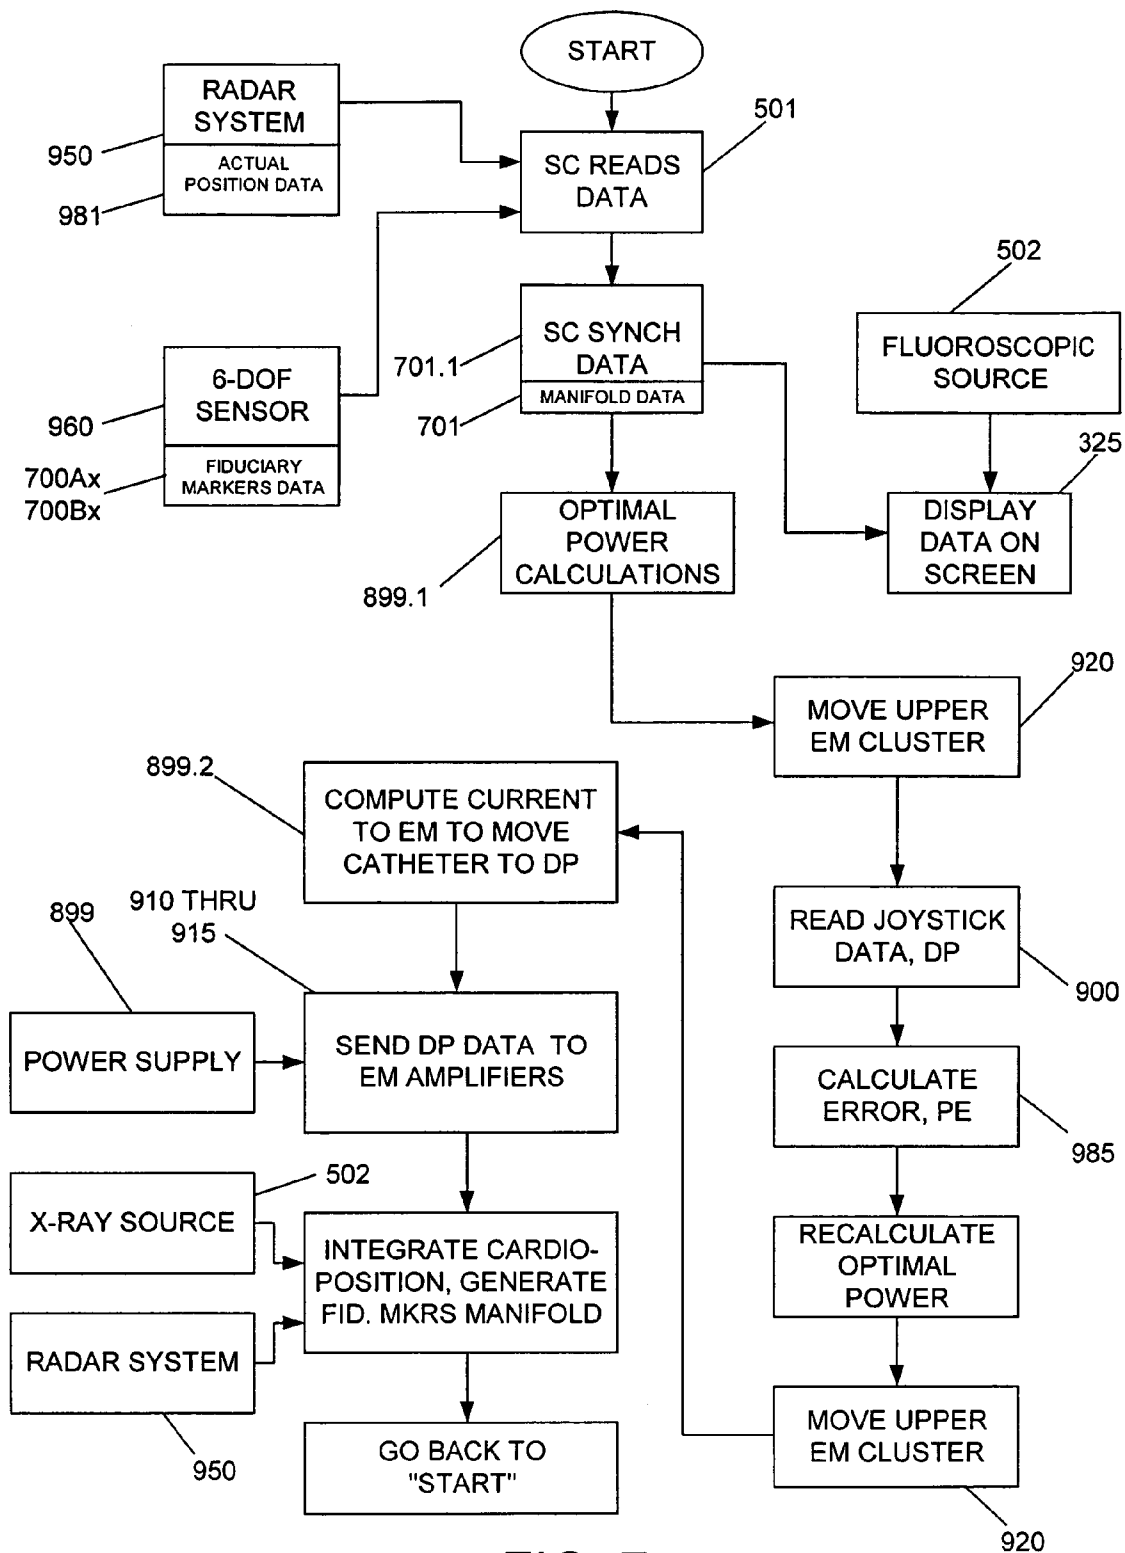 START
RADAR
SYSTEM
950
ACTUAL
POSITION DATA
981
501
SC READS
DATA
502
SC SYNCH
DATA
701.1
MANIFOLD DATA
701
FLUOROSCOPIC
SOURCE
6-DOF
SENSOR
960
FIDUCIARY
MARKERS DATA
700Ax
700Bx
325
DISPLAY
DATA ON
SCREEN
OPTIMAL
POWER
CALCULATIONS
899.1
920
MOVE UPPER
EM CLUSTER
899.2
COMPUTE CURRENT
TO EM TO MOVE
CATHETER TO DP
READ JOYSTICK
DATA, DP
900
910 THRU
915
899
POWER SUPPLY
SEND DP DATA TO
EM AMPLIFIERS
CALCULATE
ERROR, PE
985
502
X-RAY SOURCE
INTEGRATE CARDIO-
POSITION, GENERATE
FID. MKRS MANIFOLD
RECALCULATE
OPTIMAL
POWER
RADAR SYSTEM
950
GO BACK TO
"START"
MOVE UPPER
EM CLUSTER
920